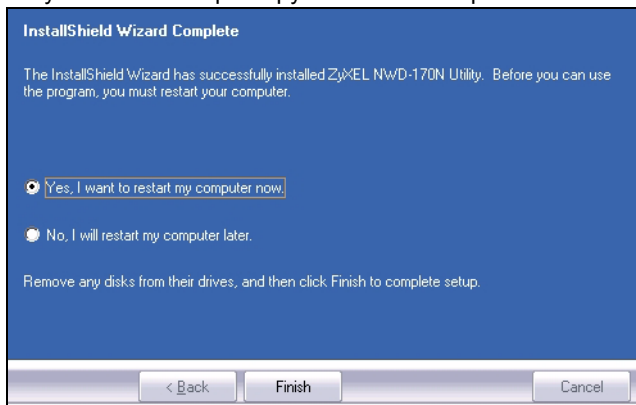 InstallShield Wizard Complete
The InstallShield Wizard has successfully installed ZyXEL NWD-170N Utility. Before you can use
the program, you must restart your computer.
Yes, I want to restart my computer now.
No, I will restart my computer later.
Remove any disks from their drives, and then click Finish to complete setup.
< Back
Finish
Cancel